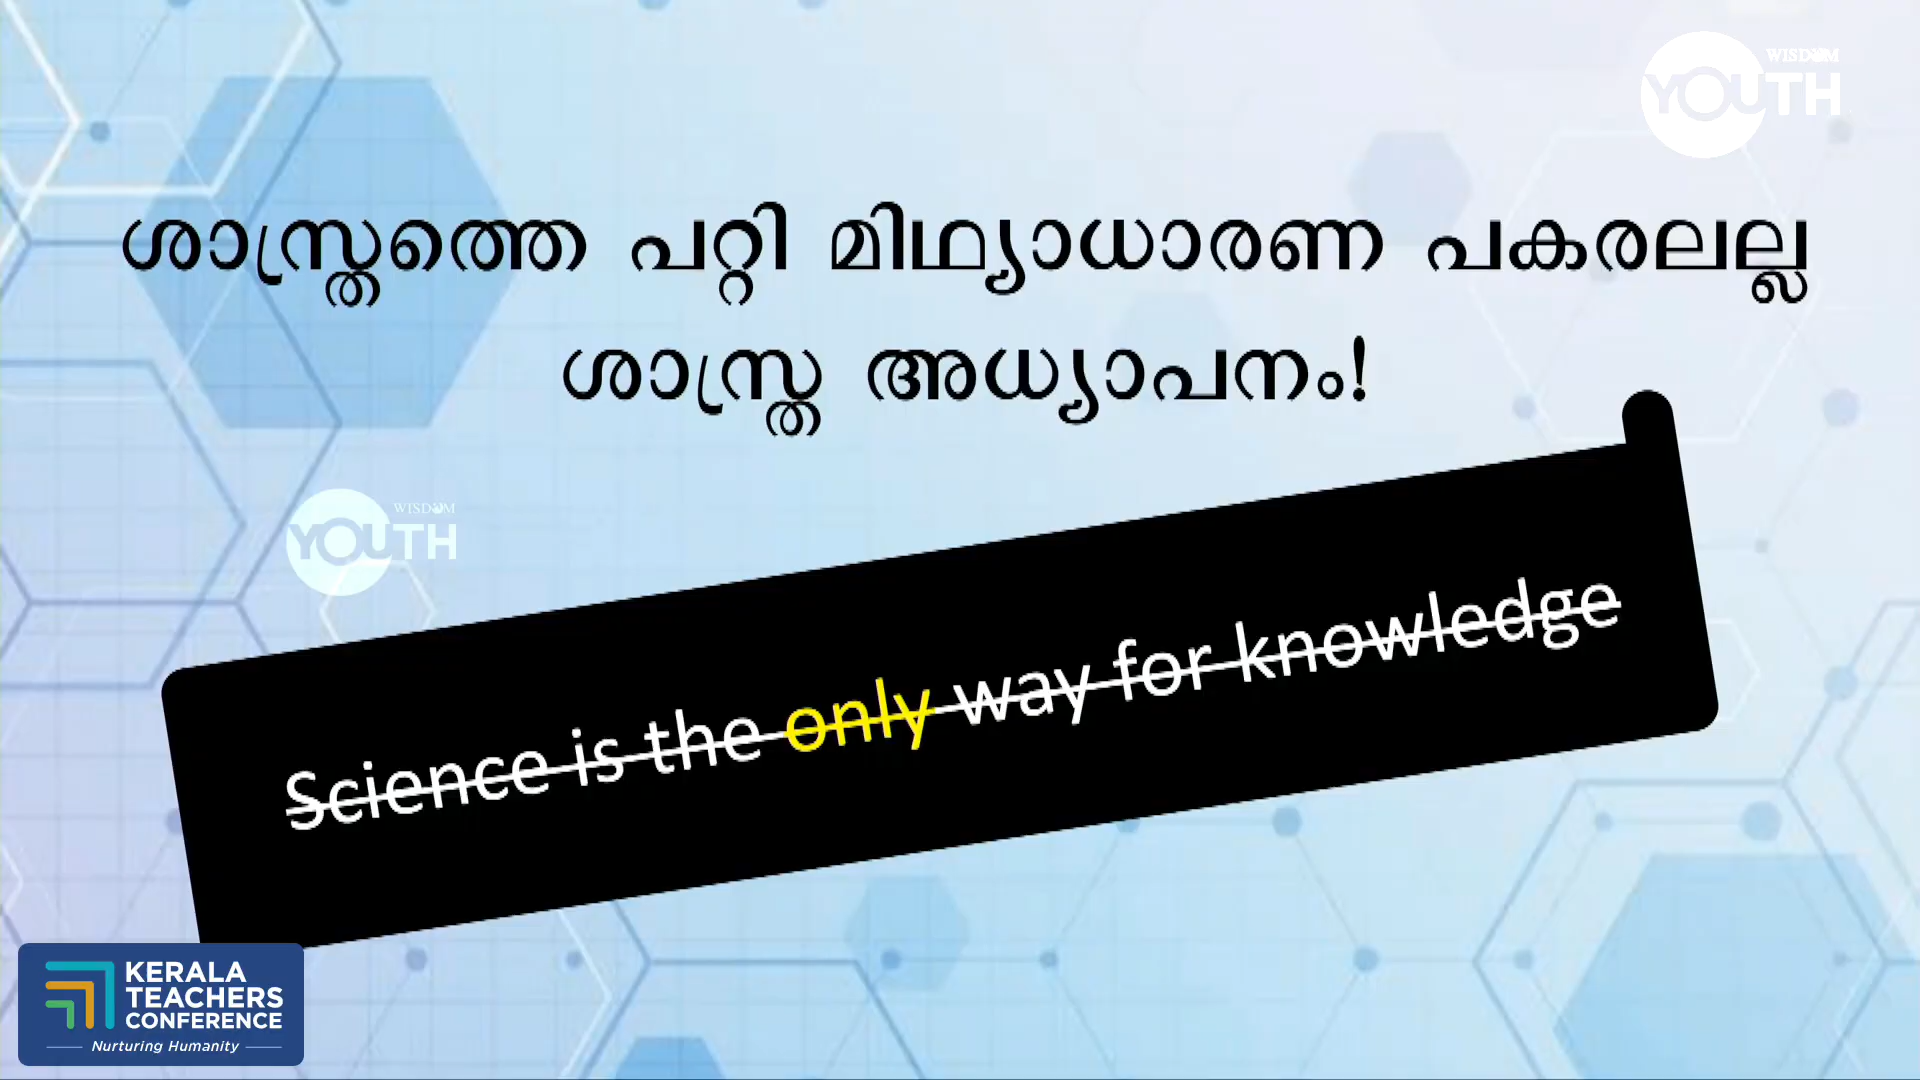 WISDOM
YOUTH
ശാസ്ത്രത്തെ പറ്റി മിഥ്യാധാരണ പകരലല്ല
ശാസ്ത്ര അധ്യാപനം!
WISDOM
YOUTH
Science is the only way for knowledge
KERALA
TEACHERS
CONFERENCE
Nurturing Humanity